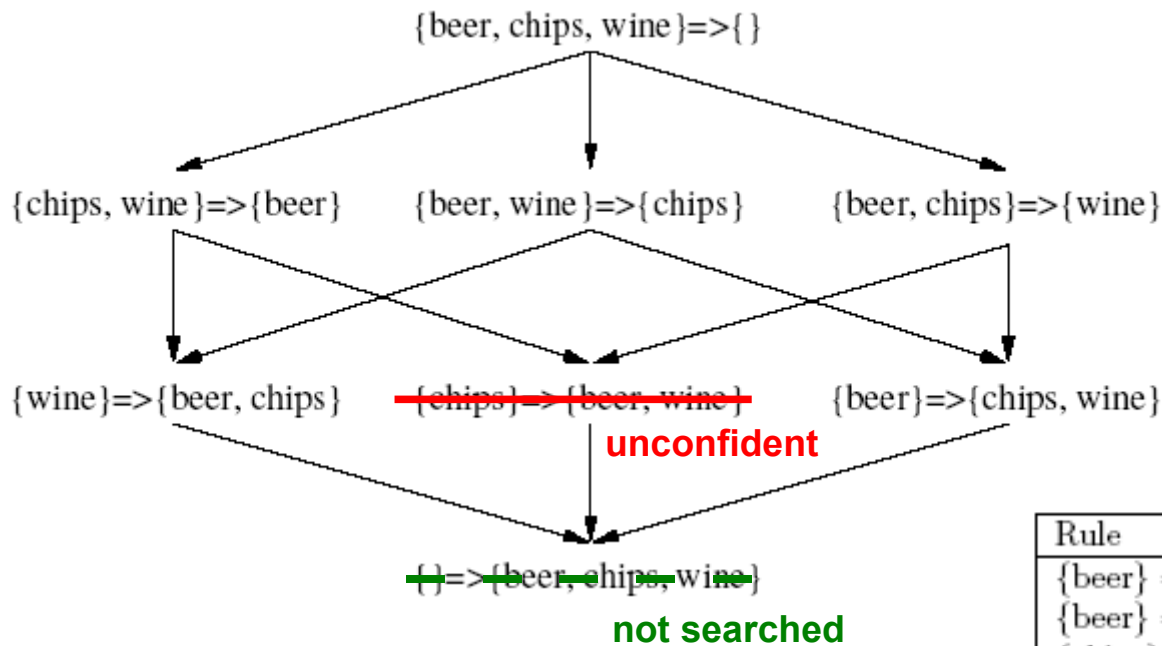 {beer, chips, wine}=>{}
{chips, wine}=>{beer} {beer, wine}=>{chips} {beer, chips}=>{wine}
{wine}=>{beer, chips} {chips}=>{beer, wine} {beer}=>{chips, wine}
unconfident
{}=>{beer, chips, wine}
not searched
Rule
{beer}
{beer}